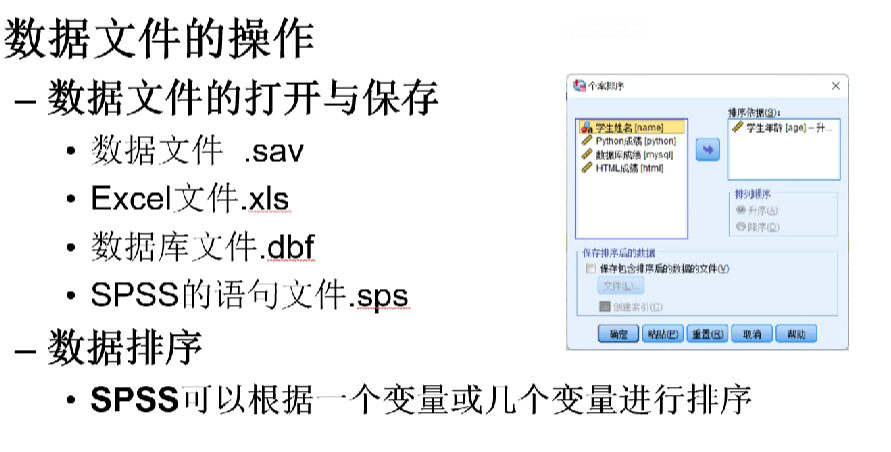 数据文件的操作
– 数据文件的打开与保存
• 数据文件 .sav
• Excel文件.xls
• 数据库文件.dbf
• SPSS的语句文件.sps
– 数据排序
• SPSS可以根据一个变量或几个变量进行排序
个案排序
学生姓名 [name]
Python成绩 [python]
数据库成绩 [mysql]
HTML成绩 [html]
排序依据(S):
学生年龄 [age] – 升...
排列顺序
升序(A)
降序(D)
保存排序后的数据
保存包含排序后的数据的文件(V)
文件(L)...
创建索引(C)
确定 粘贴(P) 重置(R) 取消 帮助